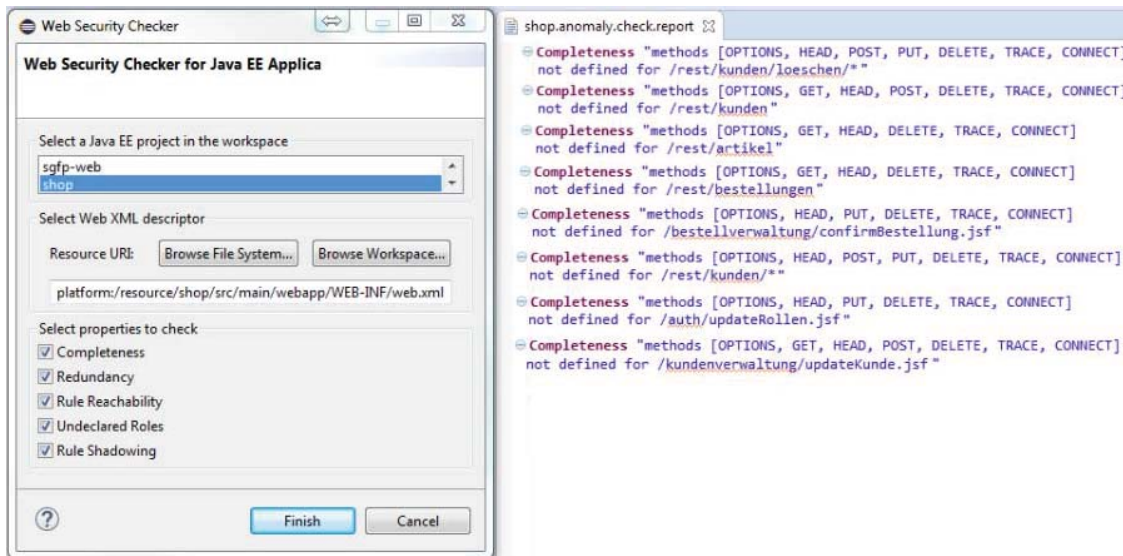 Web Security Checker
Web Security Checker for Java EE Applica
Select a Java EE project in the workspace
sgfp-web
shop
Select Web XML descriptor
Resource URI:
Browse File System...
Browse Workspace...
platform:/resource/shop/src/main/webapp/WEB-INF/web.xml
Select properties to check
Completeness
Redundancy
Rule Reachability
Undeclared Roles
Rule Shadowing
?
Finish
Cancel
shop.anomaly.check.report
Completeness "methods [OPTIONS, HEAD, POST, PUT, DELETE, TRACE, CONNECT]
not defined for /rest/kunden/loeschen/*"
Completeness "methods [OPTIONS, GET, HEAD, POST, DELETE, TRACE, CONNECT]
not defined for /rest/kunden"
Completeness "methods [OPTIONS, GET, HEAD, DELETE, TRACE, CONNECT]
not defined for /rest/artikel"
Completeness "methods [OPTIONS, GET, HEAD, DELETE, TRACE, CONNECT]
not defined for /rest/bestellungen"
Completeness "methods [OPTIONS, HEAD, PUT, DELETE, TRACE, CONNECT]
not defined for /bestellverwaltung/confirmBestellung.jsf"
Completeness "methods [OPTIONS, HEAD, POST, PUT, DELETE, TRACE, CONNECT]
not defined for /rest/kunden/*"
Completeness "methods [OPTIONS, HEAD, PUT, DELETE, TRACE, CONNECT]
not defined for /auth/updateRollen.jsf"
Completeness "methods [OPTIONS, GET, HEAD, POST, DELETE, TRACE, CONNECT]
not defined for /kundenverwaltung/updateKunde.jsf"